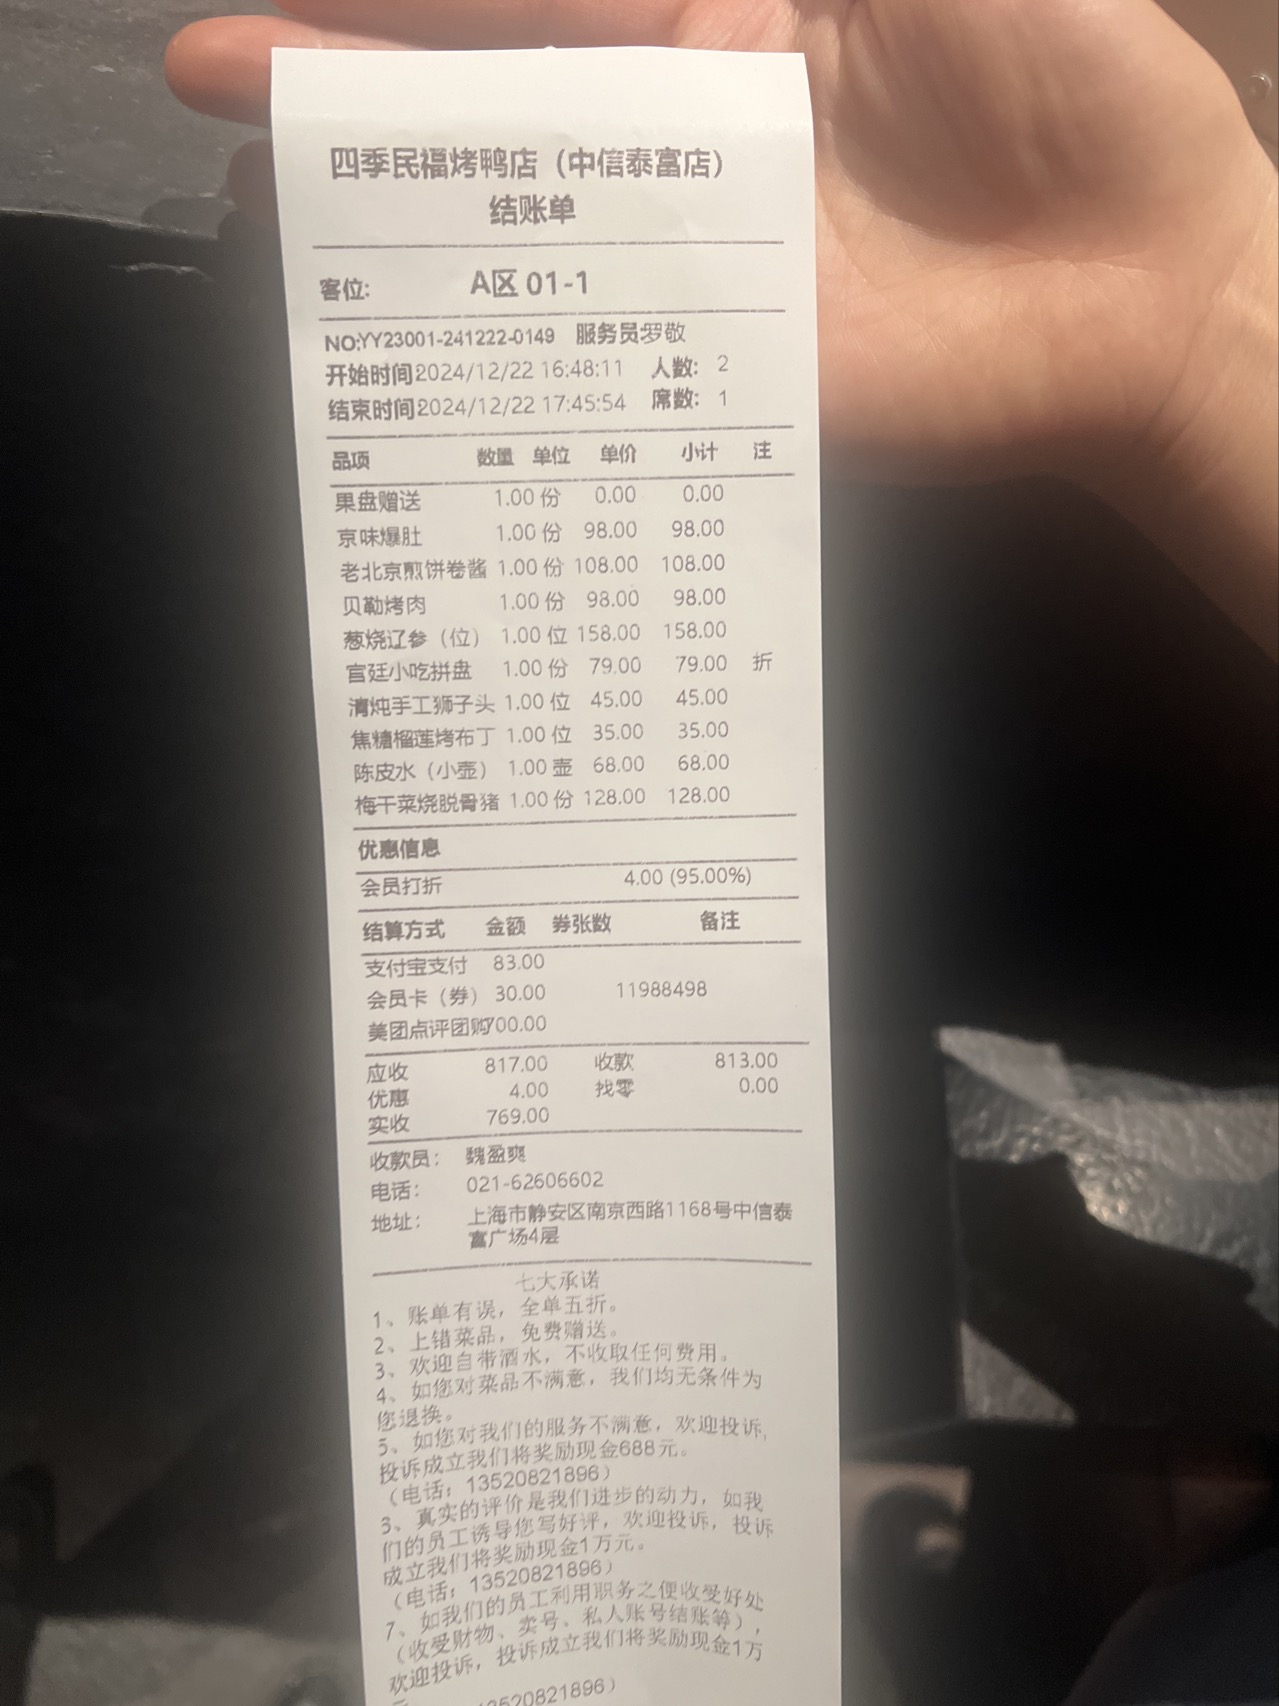 四季民福烤鸭店（中信泰富店）
结账单
客位: A区 01-1
NO:YY23001-241222-0149 服务员:罗敬
开始时间2024/12/22 16:48:11 人数: 2
结束时间2024/12/22 17:45:54 席数: 1
品项 数量 单位 单价 小计 注
果盘赠送 1.00 份 0.00 0.00
京味爆肚 1.00 份 98.00 98.00
老北京煎饼卷酱 1.00 份 108.00 108.00
贝勒烤肉 1.00 份 98.00 98.00
葱烧辽参（位） 1.00 位 158.00 158.00
宫廷小吃拼盘 1.00 份 79.00 79.00 折
清炖手工狮子头 1.00 位 45.00 45.00
焦糖榴莲烤布丁 1.00 位 35.00 35.00
陈皮水（小壶） 1.00 壶 68.00 68.00
梅干菜烧脱骨猪 1.00 份 128.00 128.00
优惠信息
会员打折 4.00 (95.00%)
结算方式 金额 券张数 备注
支付宝支付 83.00
会员卡（券） 30.00 11988498
美团点评团购700.00
应收 817.00 收款 813.00
优惠 4.00 找零 0.00
实收 769.00
收款员: 魏盈爽
电话: 021-62606602
地址: 上海市静安区南京西路1168号中信泰
富广场4层
七大承诺
1、账单有误，全单五折。
2、上错菜品，免费赠送。
3、欢迎自带酒水，不收取任何费用。
4、如您对菜品不满意，我们均无条件为
您退换。
5、如您对我们的服务不满意，欢迎投诉，
投诉成立我们将奖励现金688元。
（电话：13520821896）
6、真实的评价是我们进步的动力，如我
们的员工诱导您写好评，欢迎投诉，投诉
成立我们将奖励现金1万元。
（电话：13520821896）
7、如我们的员工利用职务之便收受好处
（收受财物、卖号、私人账号结账等），
欢迎投诉，投诉成立我们将奖励现金1万
13520821896）